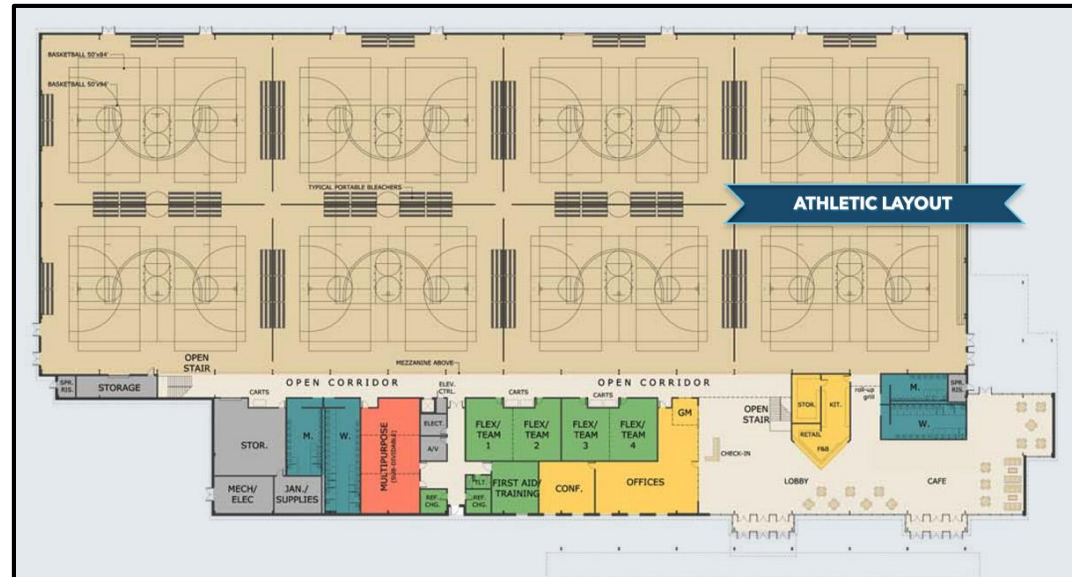 BASKETBALL 50'x84'
BASKETBALL 50'x94'
TYPICAL PORTABLE BLEACHERS
ATHLETIC LAYOUT
OPEN
STAIR
MEZZANINE ABOVE
SPR.
RIS.
STORAGE
CARTS
OPEN CORRIDOR
ELEV.
CTRL.
CARTS
CARTS
OPEN CORRIDOR
STOR.
M.
W.
MULTIPURPOSE
(SUB-DIVIDABLE)
ELECT.
A/V
FLEX/
TEAM
1
FLEX/
TEAM
2
FLEX/
TEAM
3
FLEX/
TEAM
4
GM
OPEN
STAIR
STOR.
KIT.
RETAIL
F&B
roll-up
grill
M.
W.
SPR.
RIS.
CHECK-IN
MECH/
ELEC
JAN./
SUPPLIES
REF.
CHG.
TLT.
REF.
CHG.
FIRST AID/
TRAINING
CONF.
OFFICES
LOBBY
CAFE